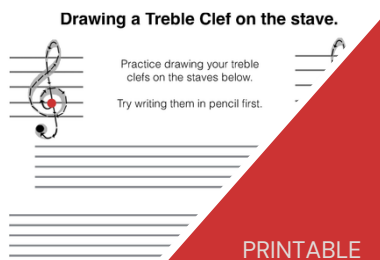 Drawing a Treble Clef on the stave.
Practice drawing your treble
clefs on the staves below.
Try writing them in pencil first.
PRINTABLE